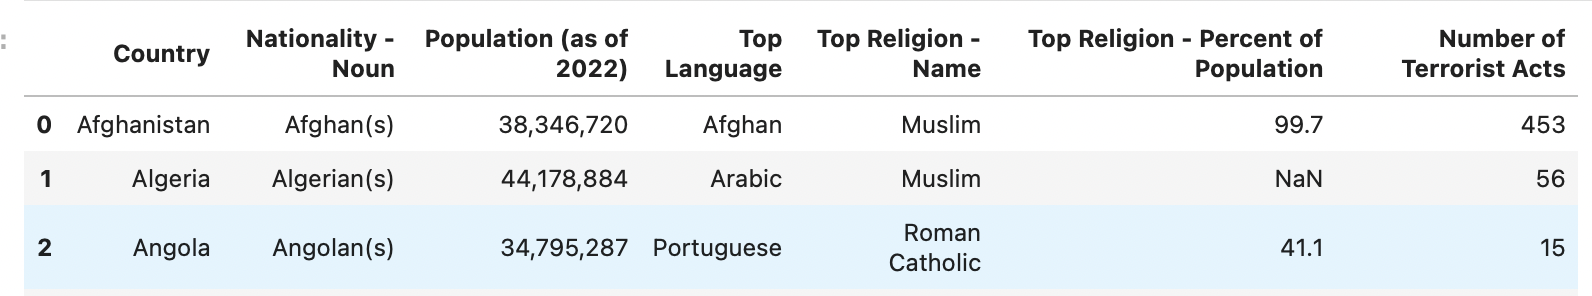 Country Nationality - Noun Population (as of 2022) Top Language Top Religion - Name Top Religion - Percent of Population Number of Terrorist Acts
0 Afghanistan Afghan(s) 38,346,720 Afghan Muslim 99.7 453
1 Algeria Algerian(s) 44,178,884 Arabic Muslim NaN 56
2 Angola Angolan(s) 34,795,287 Portuguese Roman Catholic 41.1 15